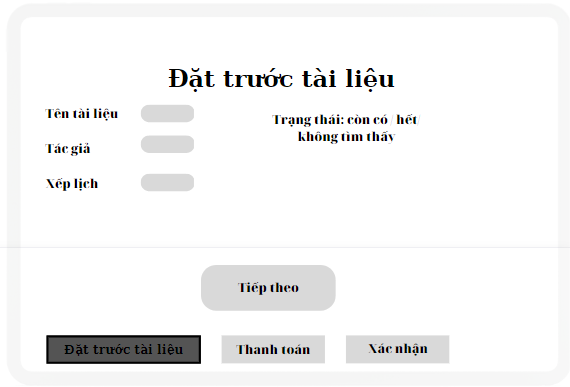 Đặt trước tài liệu
Tên tài liệu
Trạng thái: còn có/ hết/
không tìm thấy
Tác giả
Xếp lịch
Tiếp theo
Đặt trước tài liệu
Thanh toán
Xác nhận